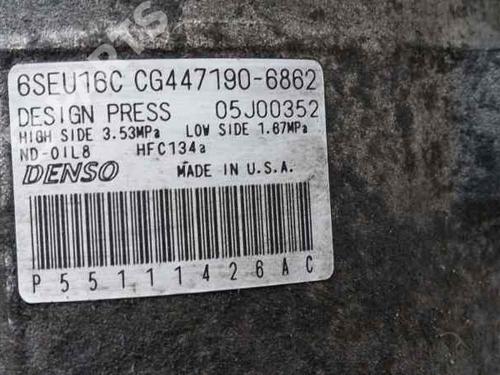 6SEU16C CG447190-6862
DESIGN PRESS 05J00352
HIGH SIDE 3.53MPa LOW SIDE 1.67MPa
ND-OIL8 HFC134a
DENSO MADE IN U.S.A.
P55111426AC